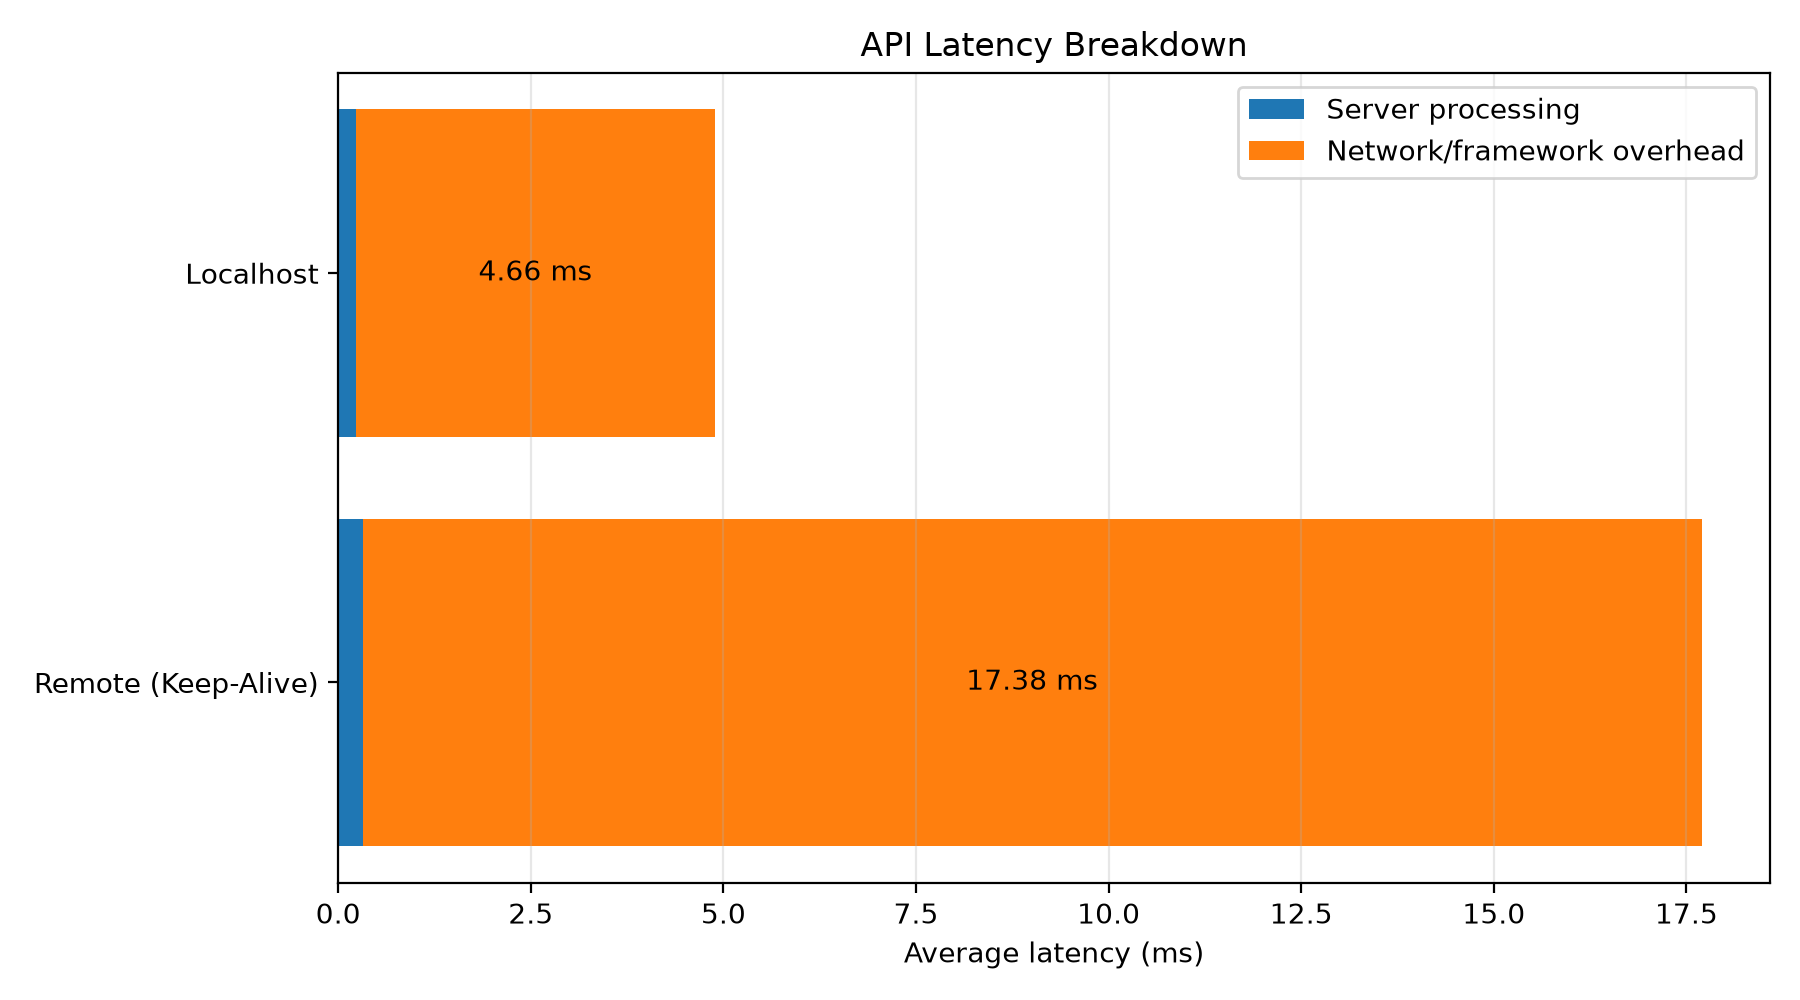 API Latency Breakdown
Server processing
Network/framework overhead
Localhost
4.66 ms
Remote (Keep-Alive)
17.38 ms
0.0 2.5 5.0 7.5 10.0 12.5 15.0 17.5
Average latency (ms)